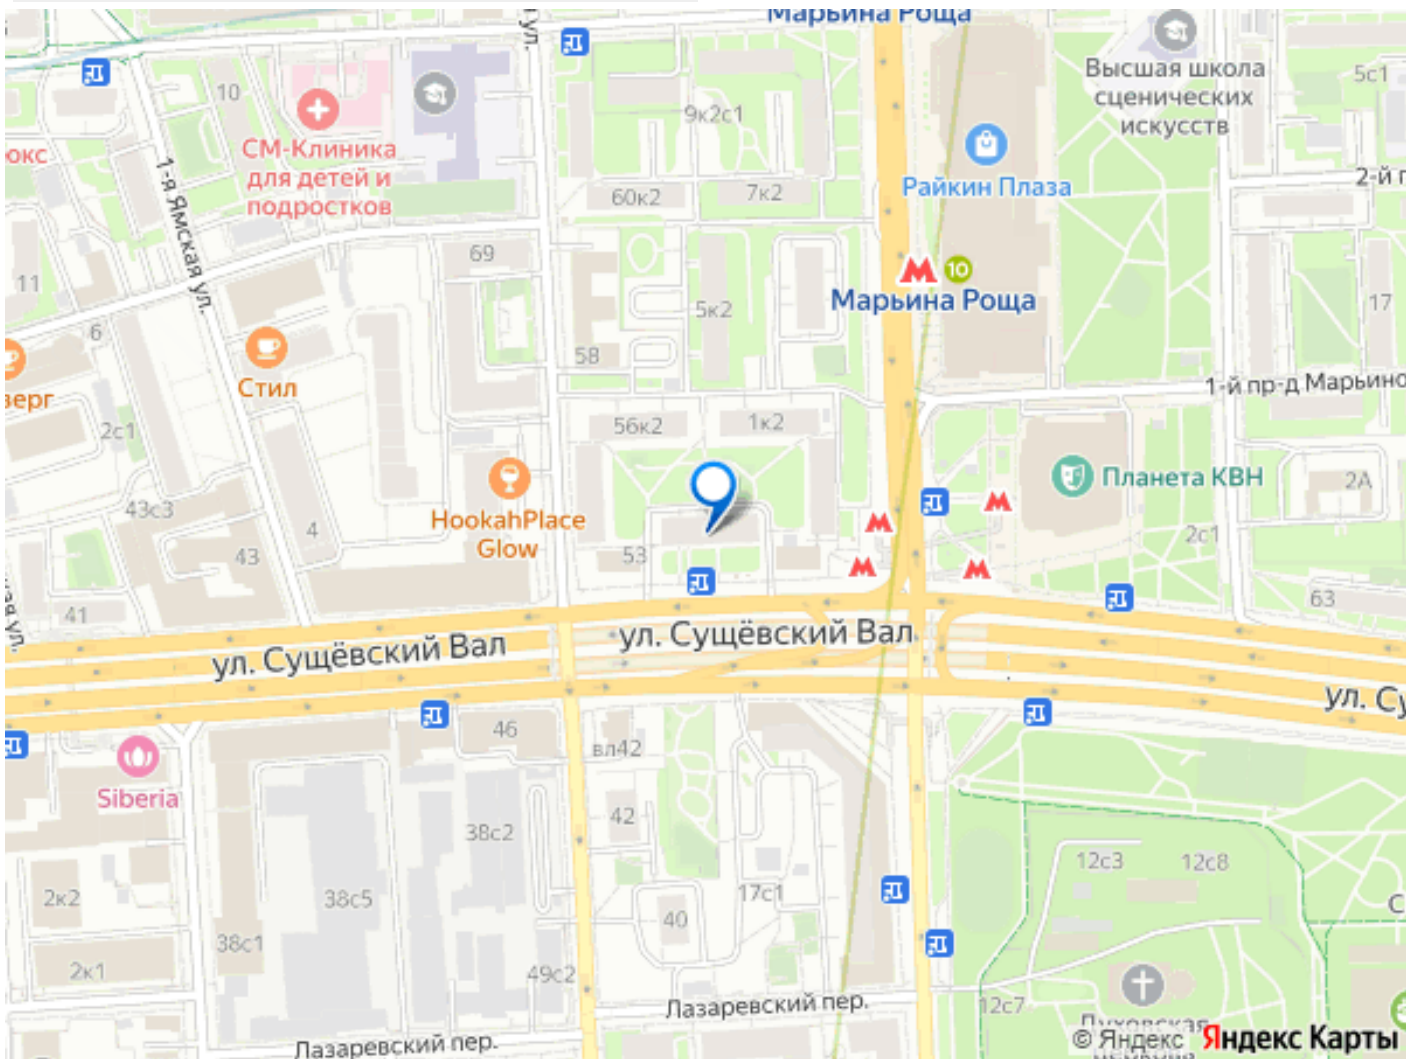 Марьина Роща
ул.
10
СМ-Клиника
для детей и
подростков
9к2с1
Высшая школа
сценических
искусств
5с1
Райкин Плаза
2-й
60к2
7к2
1-я Ямская ул.
69
11
10
Марьина Роща
5к2
17
6
Стил
58
1-й пр-д Марьино
2с1
56к2
1к2
Планета КВН
2А
HookahPlace
Glow
43с3
4
43
53
2с1
41
63
ул. Сущёвский Вал
ул. Сущёвский Вал
ул.
46
вл42
Siberia
42
38с2
12с3
12с8
2к2
38с5
17с1
40
38с1
2к1
49с2
Лазаревский пер.
12с7
Лазаревский пер.
© Яндекс Яндекс Карты